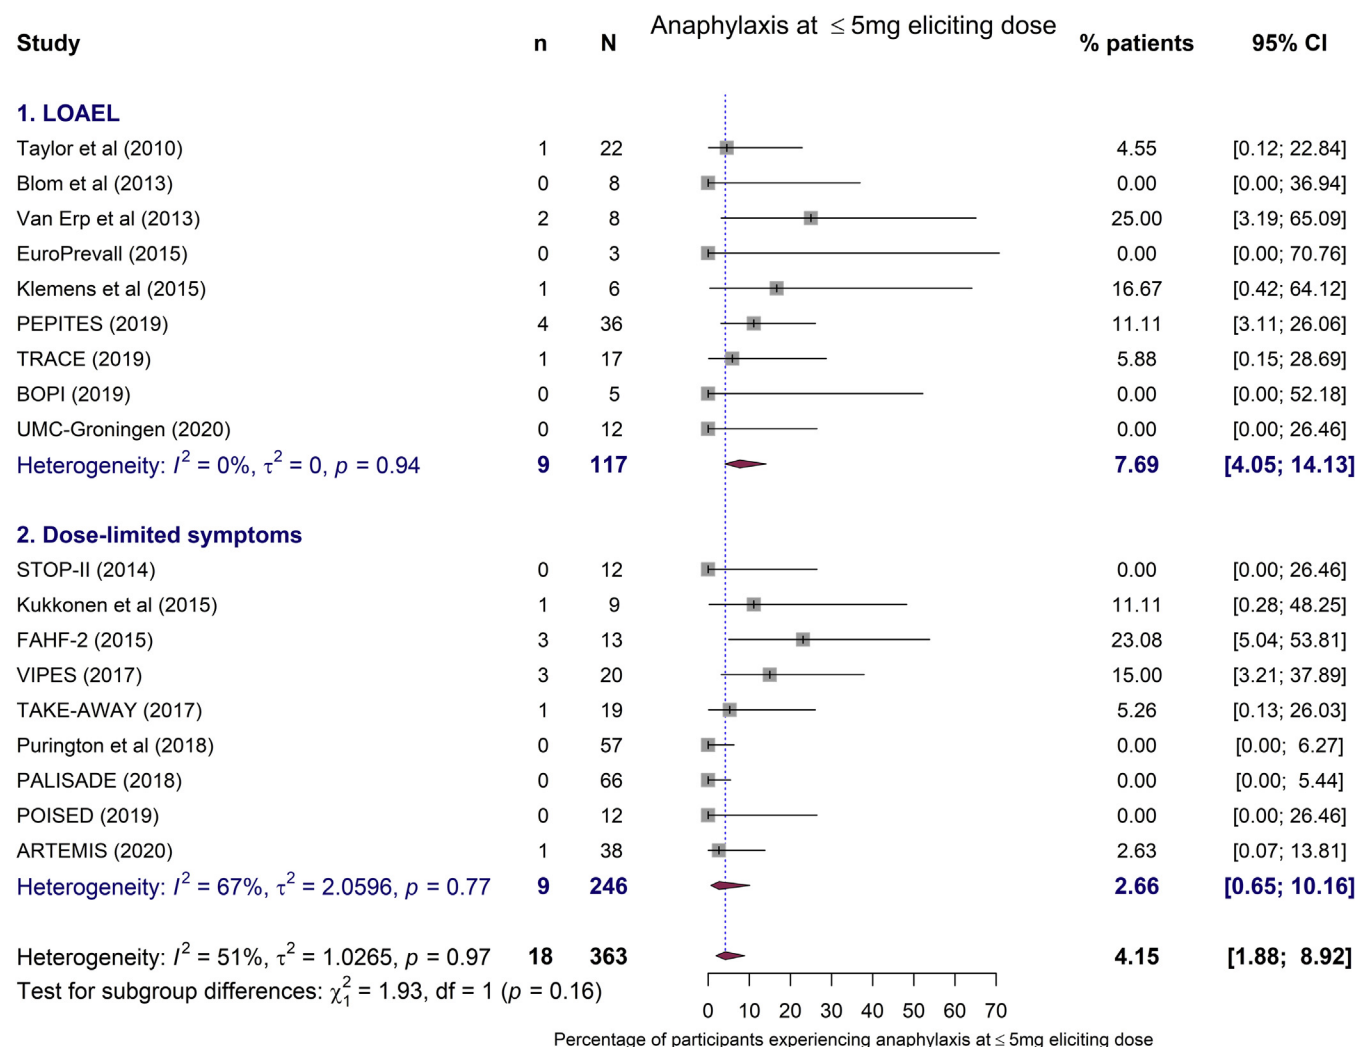 Anaphylaxis at ≤ 5mg eliciting dose
Study n N % patients 95% CI
1. LOAEL
Taylor et al (2010) 1 22 4.55 [0.12; 22.84]
Blom et al (2013) 0 8 0.00 [0.00; 36.94]
Van Erp et al (2013) 2 8 25.00 [3.19; 65.09]
EuroPrevall (2015) 0 3 0.00 [0.00; 70.76]
Klemens et al (2015) 1 6 16.67 [0.42; 64.12]
PEPITES (2019) 4 36 11.11 [3.11; 26.06]
TRACE (2019) 1 17 5.88 [0.15; 28.69]
BOPI (2019) 0 5 0.00 [0.00; 52.18]
UMC-Groningen (2020) 0 12 0.00 [0.00; 26.46]
Heterogeneity: I² = 0%, τ² = 0, p = 0.94 9 117 7.69 [4.05; 14.13]
2. Dose-limited symptoms
STOP-II (2014) 0 12 0.00 [0.00; 26.46]
Kukkonen et al (2015) 1 9 11.11 [0.28; 48.25]
FAHF-2 (2015) 3 13 23.08 [5.04; 53.81]
VIPES (2017) 3 20 15.00 [3.21; 37.89]
TAKE-AWAY (2017) 1 19 5.26 [0.13; 26.03]
Purington et al (2018) 0 57 0.00 [0.00; 6.27]
PALISADE (2018) 0 66 0.00 [0.00; 5.44]
POISED (2019) 0 12 0.00 [0.00; 26.46]
ARTEMIS (2020) 1 38 2.63 [0.07; 13.81]
Heterogeneity: I² = 67%, τ² = 2.0596, p = 0.77 9 246 2.66 [0.65; 10.16]
Heterogeneity: I² = 51%, τ² = 1.0265, p = 0.97 18 363 4.15 [1.88; 8.92]
Test for subgroup differences: χ²₁ = 1.93, df = 1 (p = 0.16)
0 10 20 30 40 50 60 70
Percentage of participants experiencing anaphylaxis at ≤ 5mg eliciting dose